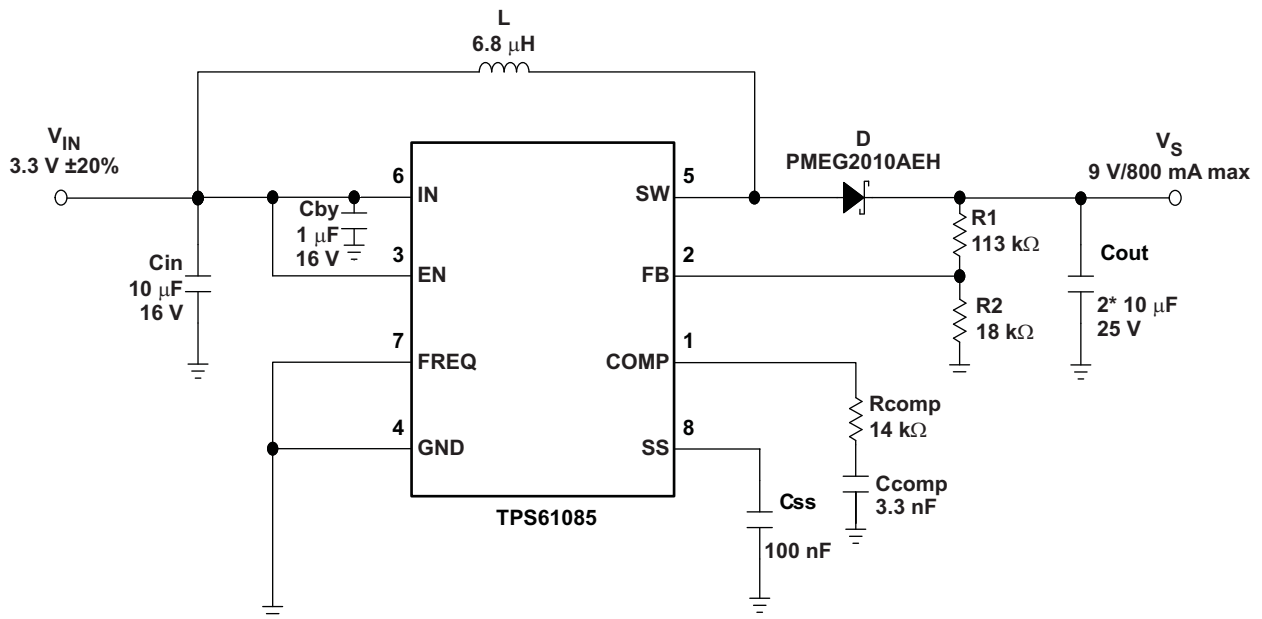 L
6.8 μH
VIN
3.3 V ±20%
D
PMEG2010AEH
VS
9 V/800 mA max
6
IN
SW
5
Cby
1 μF
16 V
R1
113 kΩ
Cin
10 μF
16 V
3
EN
FB
2
Cout
2* 10 μF
25 V
R2
18 kΩ
7
FREQ
COMP
1
Rcomp
14 kΩ
4
GND
SS
8
Ccomp
3.3 nF
Css
100 nF
TPS61085